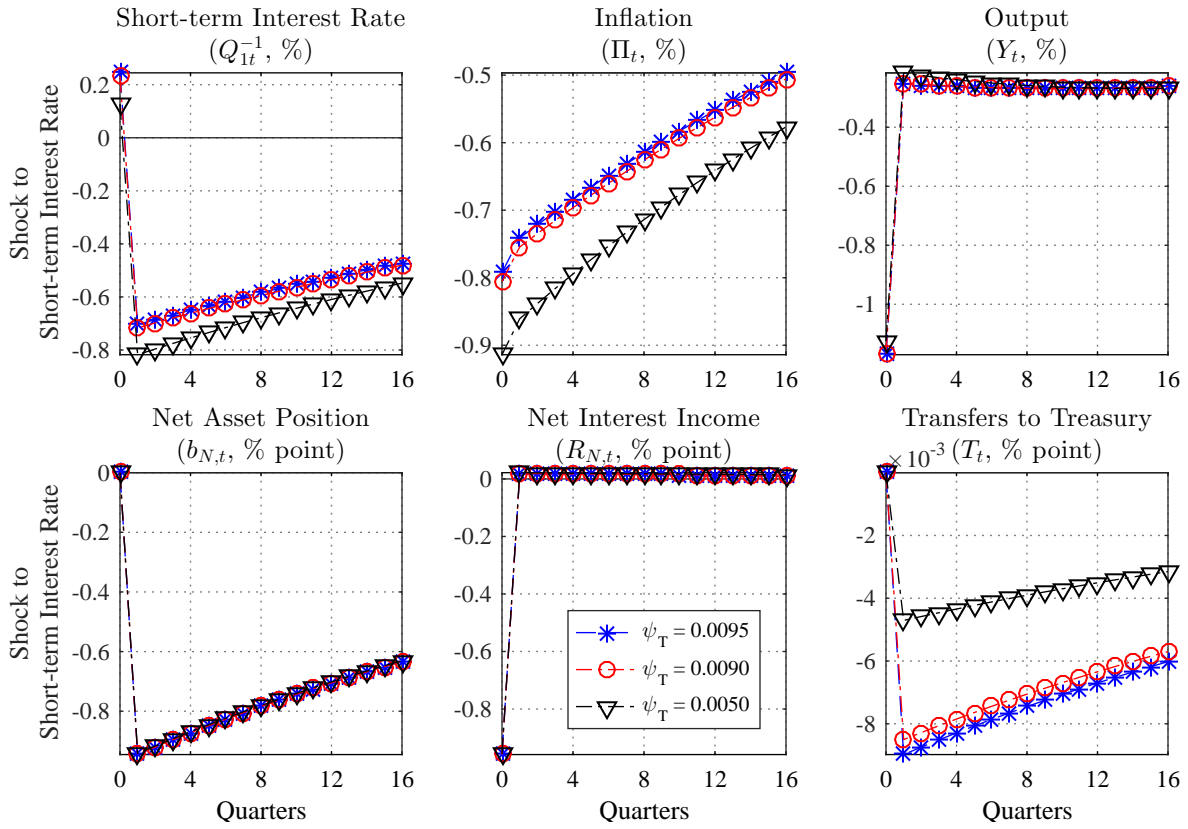 Short-term Interest Rate
(Q_{1t}^{-1}, %)
Inflation
(Π_t, %)
Output
(Y_t, %)
Shock to
Short-term Interest Rate
0.2
0
-0.2
-0.4
-0.6
-0.8
0 4 8 12 16
-0.5
-0.6
-0.7
-0.8
-0.9
0 4 8 12 16
-0.4
-0.6
-0.8
-1
0 4 8 12 16
Net Asset Position
(b_{N,t}, % point)
Net Interest Income
(R_{N,t}, % point)
Transfers to Treasury
×10^{-3} (T_t, % point)
Shock to
Short-term Interest Rate
0
-0.2
-0.4
-0.6
-0.8
0 4 8 12 16
Quarters
0
-0.2
-0.4
-0.6
-0.8
ψ_T = 0.0095
ψ_T = 0.0090
ψ_T = 0.0050
0 4 8 12 16
Quarters
-2
-4
-6
-8
0 4 8 12 16
Quarters